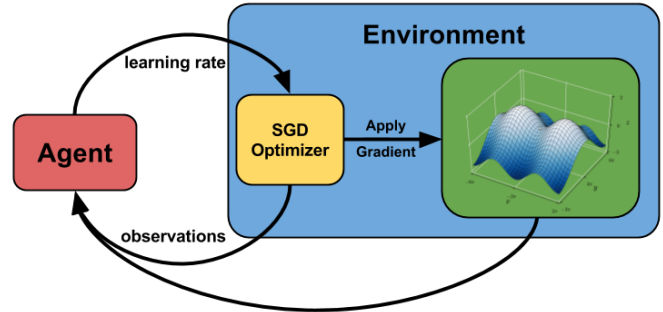 Environment
learning rate
SGD
Optimizer
Apply
Gradient
Agent
observations